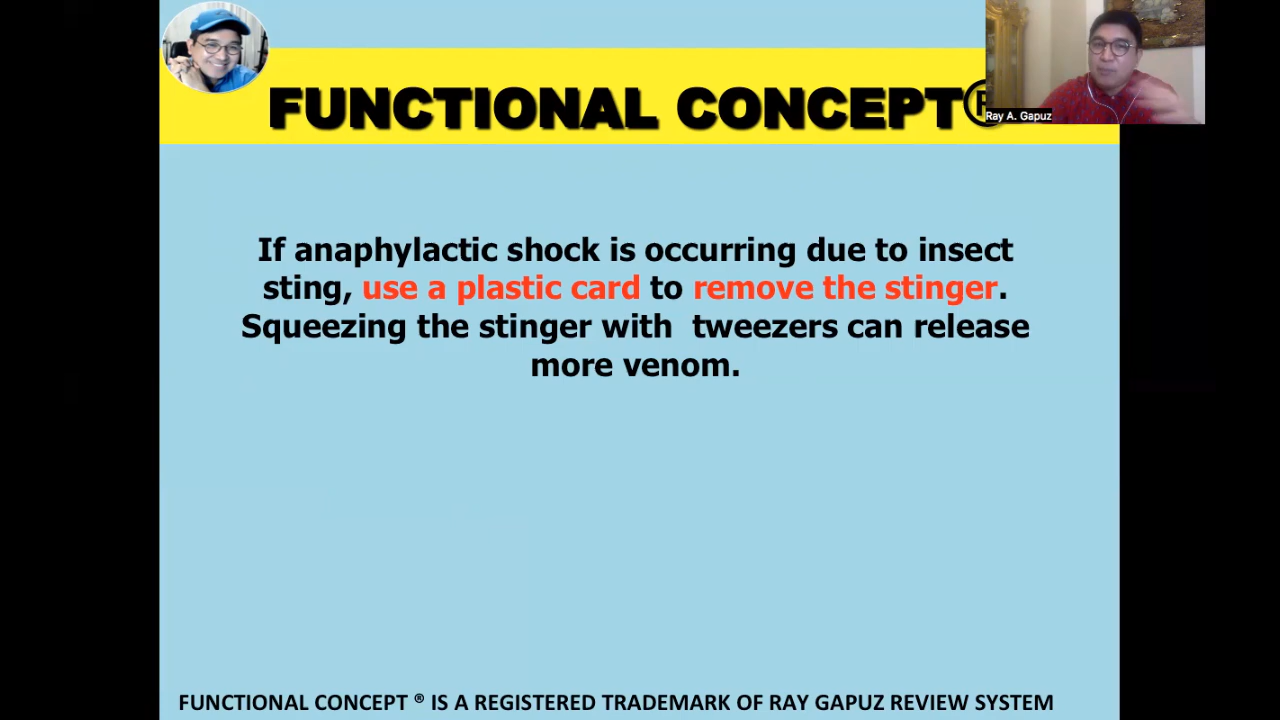 FUNCTIONAL CONCEPT®
Ray A. Gapuz
If anaphylactic shock is occurring due to insect
sting, use a plastic card to remove the stinger.
Squeezing the stinger with  tweezers can release
more venom.
FUNCTIONAL CONCEPT ® IS A REGISTERED TRADEMARK OF RAY GAPUZ REVIEW SYSTEM